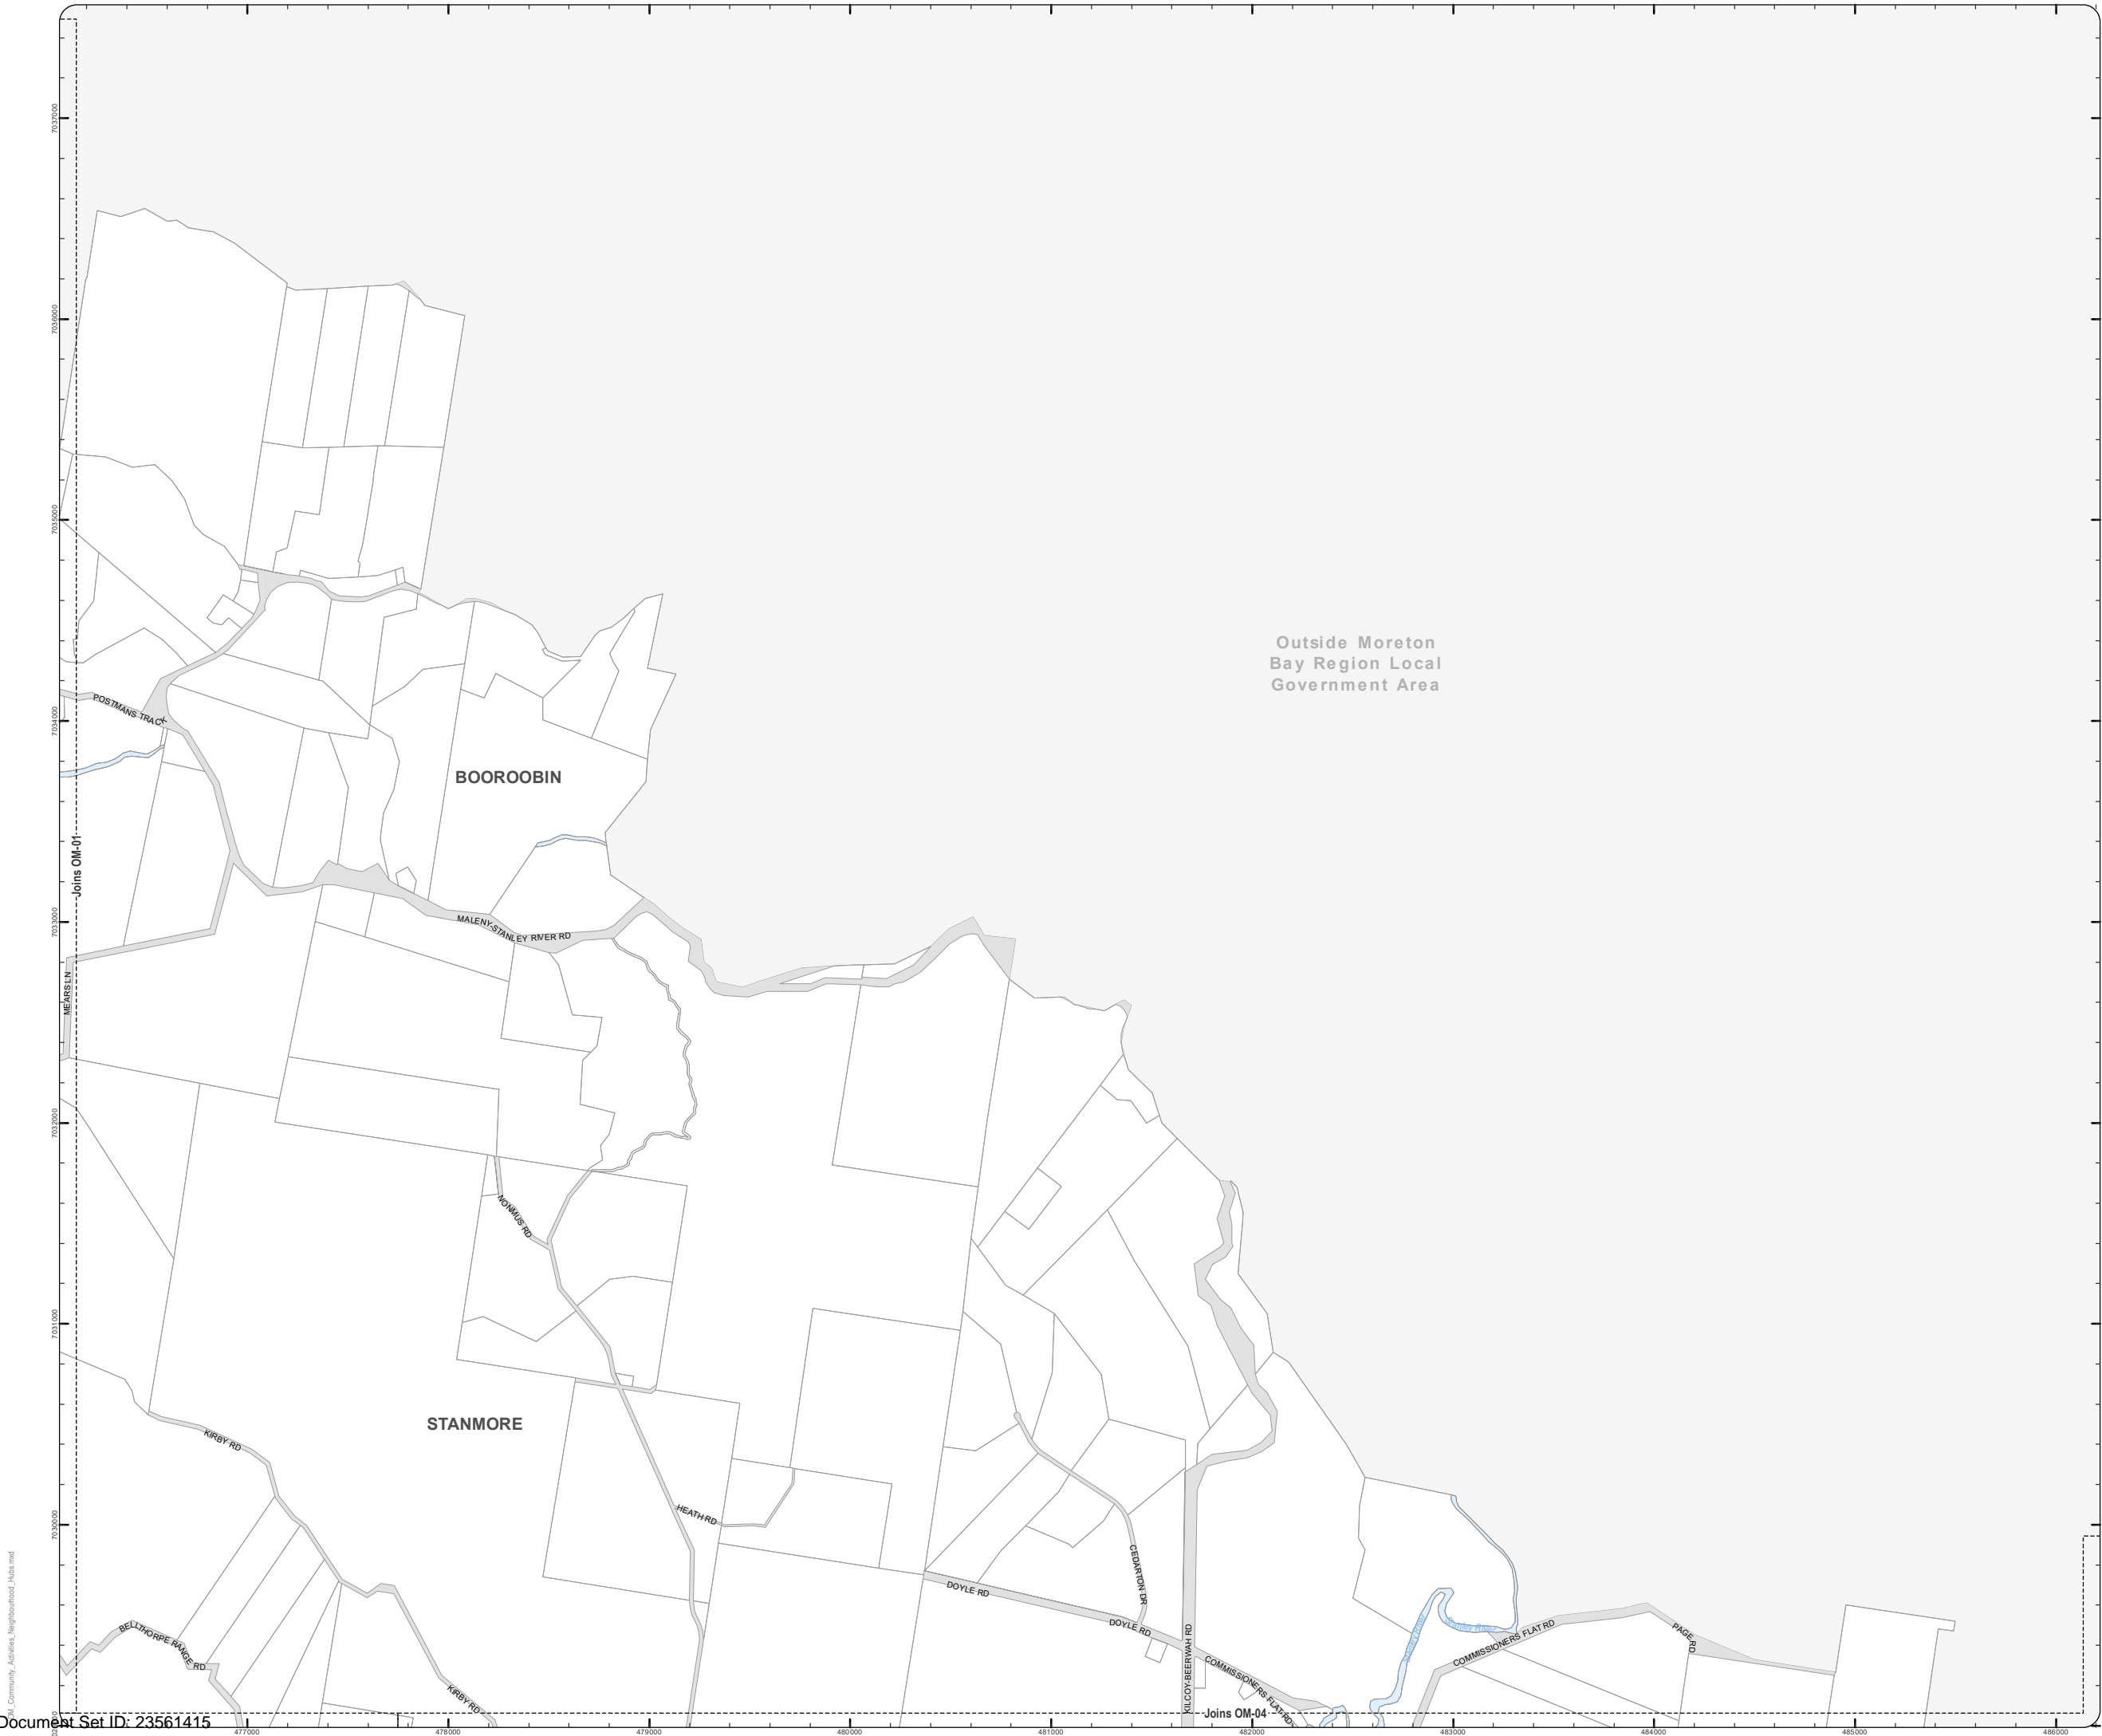 7037000
7036000
7035000
7034000
7033000
7032000
7031000
7030000
Outside Moreton
Bay Region Local
Government Area
POSTMANS TRACK
BOOROOBIN
Joins OM-01
MALENY-STANLEY RIVER RD
MEARS LN
NONMUS RD
STANMORE
KIRBY RD
HEATH RD
CEDARTON DR
DOYLE RD
DOYLE RD
BELLTHORPE RANGE RD
KIRBY RD
KILCOY-BEERWAH RD
COMMISSIONERS FLAT RD
COMMISSIONERS FLAT RD
PAGE RD
Joins OM-04
Document Set ID: 23561415
477000
478000
479000
480000
481000
482000
483000
484000
485000
486000